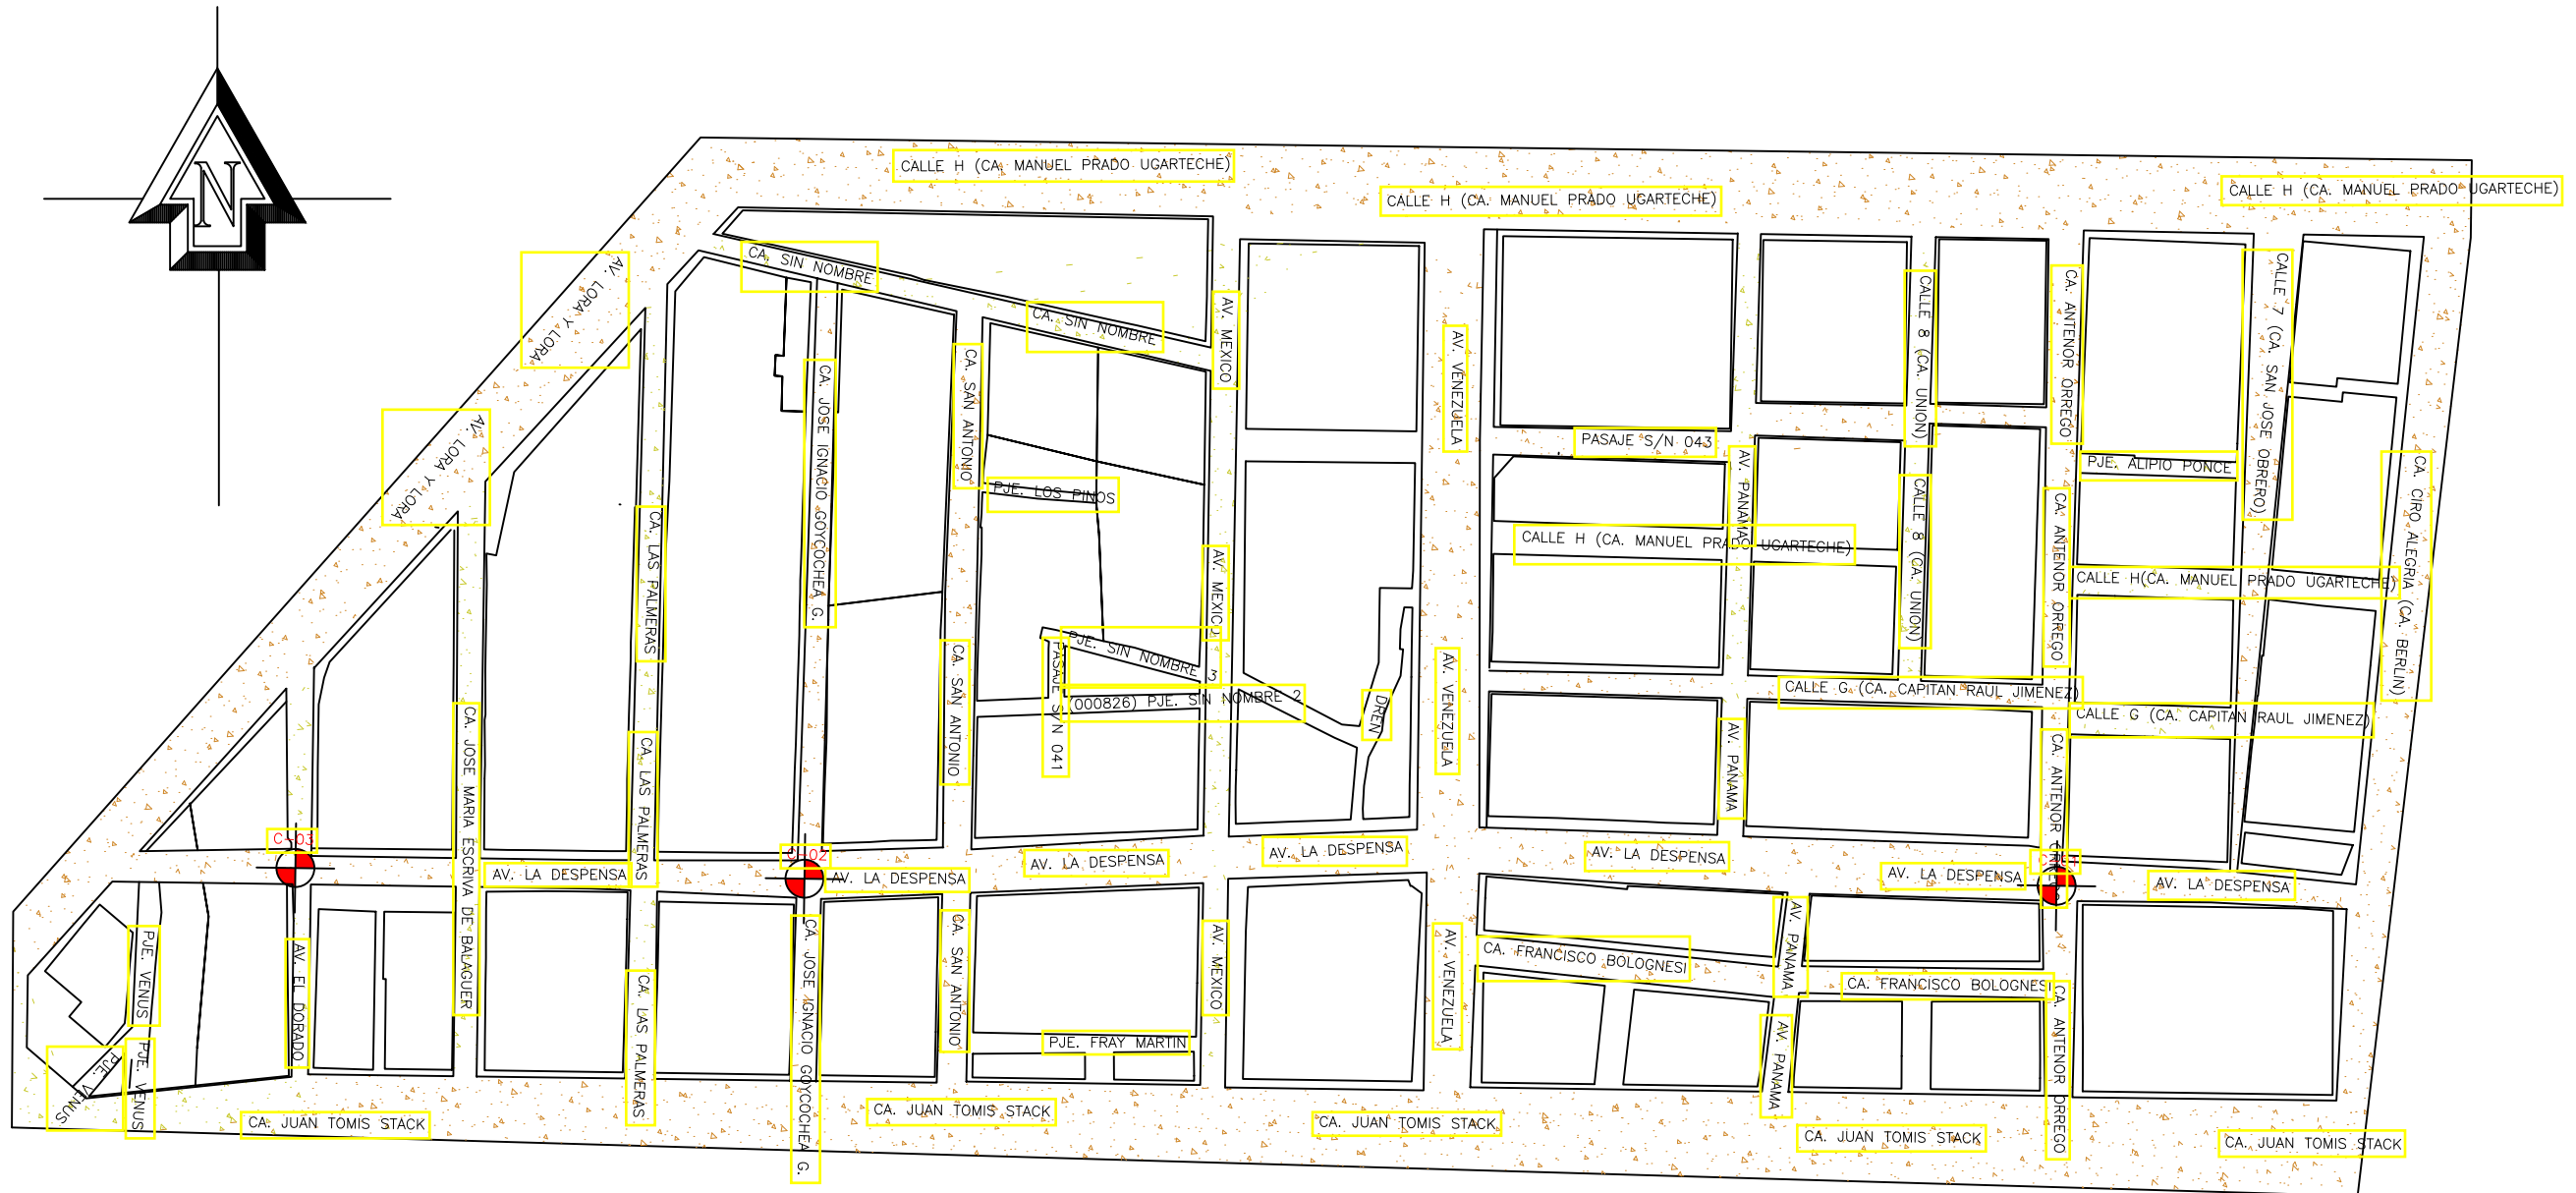 CALLE H (CA. MANUEL PRADO UGARTECHE)
CALLE H (CA. MANUEL PRADO UGARTECHE)
CALLE H (CA. MANUEL PRADO UGARTECHE)
N
CA. SIN NOMBRE
AV. LORA Y LORA
CA. SIN NOMBRE
AV. MEXICO
AV. VENEZUELA
CALLE 8 (CA. UNION)
CA. ANTENOR ORREGO
CALLE 7 (CA. SAN JOSE OBRERO)
CA. SAN ANTONIO
CA. JOSE IGNACIO GOYCOCHEA G.
AV. LORA Y LORA
PASAJE S/N 043
AV. PANAMA
PJE. ALIPIO PONCE
CA. CIRO ALEGRIA (CA. BERLIN)
PJE. LOS PINOS
CALLE 8 (CA. UNION)
CA. ANTENOR ORREGO
CA. LAS PALMERAS
CALLE H (CA. MANUEL PRADO UGARTECHE)
AV. MEXICO
CALLE H(CA. MANUEL PRADO UGARTECHE)
PJE. SIN NOMBRE 3
PASAJE S/N 041
CA. SAN ANTONIO
AV. VENEZUELA
(000826) PJE. SIN NOMBRE 2
DREN
CALLE G (CA. CAPITAN RAUL JIMENEZ)
CALLE G (CA. CAPITAN RAUL JIMENEZ)
CA. JOSE MARIA ESCRIVA DE BALAGUER
CA. LAS PALMERAS
AV. PANAMA
CA. ANTENOR ORREGO
C-03
C-02
AV. LA DESPENSA
AV. LA DESPENSA
AV. LA DESPENSA
AV. LA DESPENSA
AV. LA DESPENSA
AV. LA DESPENSA
AV. LA DESPENSA
PJE. VENUS
AV. EL DORADO
CA. JOSE IGNACIO GOYCOCHEA G.
CA. SAN ANTONIO
AV. MEXICO
AV. VENEZUELA
CA. FRANCISCO BOLOGNESI
AV. PANAMA
CA. FRANCISCO BOLOGNESI
CA. ANTENOR ORREGO
CA. LAS PALMERAS
PJE. FRAY MARTIN
AV. PANAMA
PJE. VENUS
PJE. VENUS
CA. JUAN TOMIS STACK
CA. JUAN TOMIS STACK
CA. JUAN TOMIS STACK
CA. JUAN TOMIS STACK
CA. JUAN TOMIS STACK